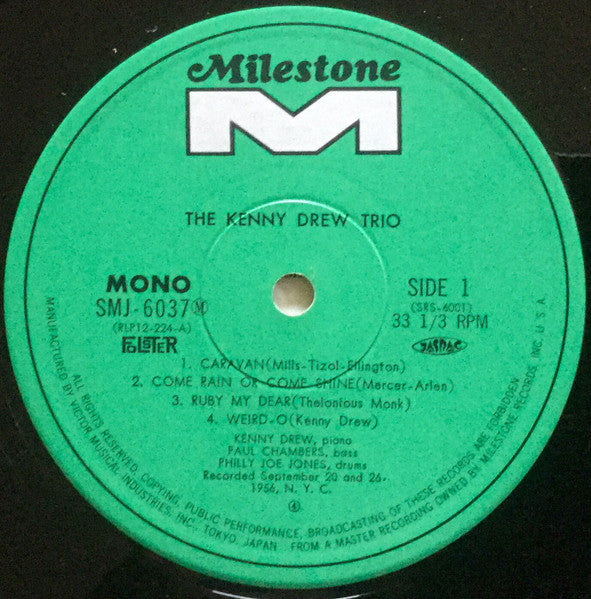 Milestone
THE KENNY DREW TRIO
MONO
SMJ-6037Ⓜ
(RLP12-224-A)
SIDE 1
(SRS-6001)
33 1/3 RPM
JASRAC
1. CARAVAN(Mills-Tizol-Ellington)
2. COME RAIN OR COME SHINE(Mercer-Arlen)
3. RUBY MY DEAR(Thelonious Monk)
4. WEIRD-O(Kenny Drew)
KENNY DREW, piano
PAUL CHAMBERS, bass
PHILLY JOE JONES, drums
Recorded September 20 and 26,
1956, N. Y. C.
④
MANUFACTURED BY VICTOR MUSICAL INDUSTRIES, INC., TOKYO, JAPAN FROM A MASTER RECORDING OWNED BY MILESTONE RECORDS, INC. U.S.A.
ALL RIGHTS RESERVED. COPYING, PUBLIC PERFORMANCE, BROADCASTING OF THESE RECORDS ARE FORBIDDEN